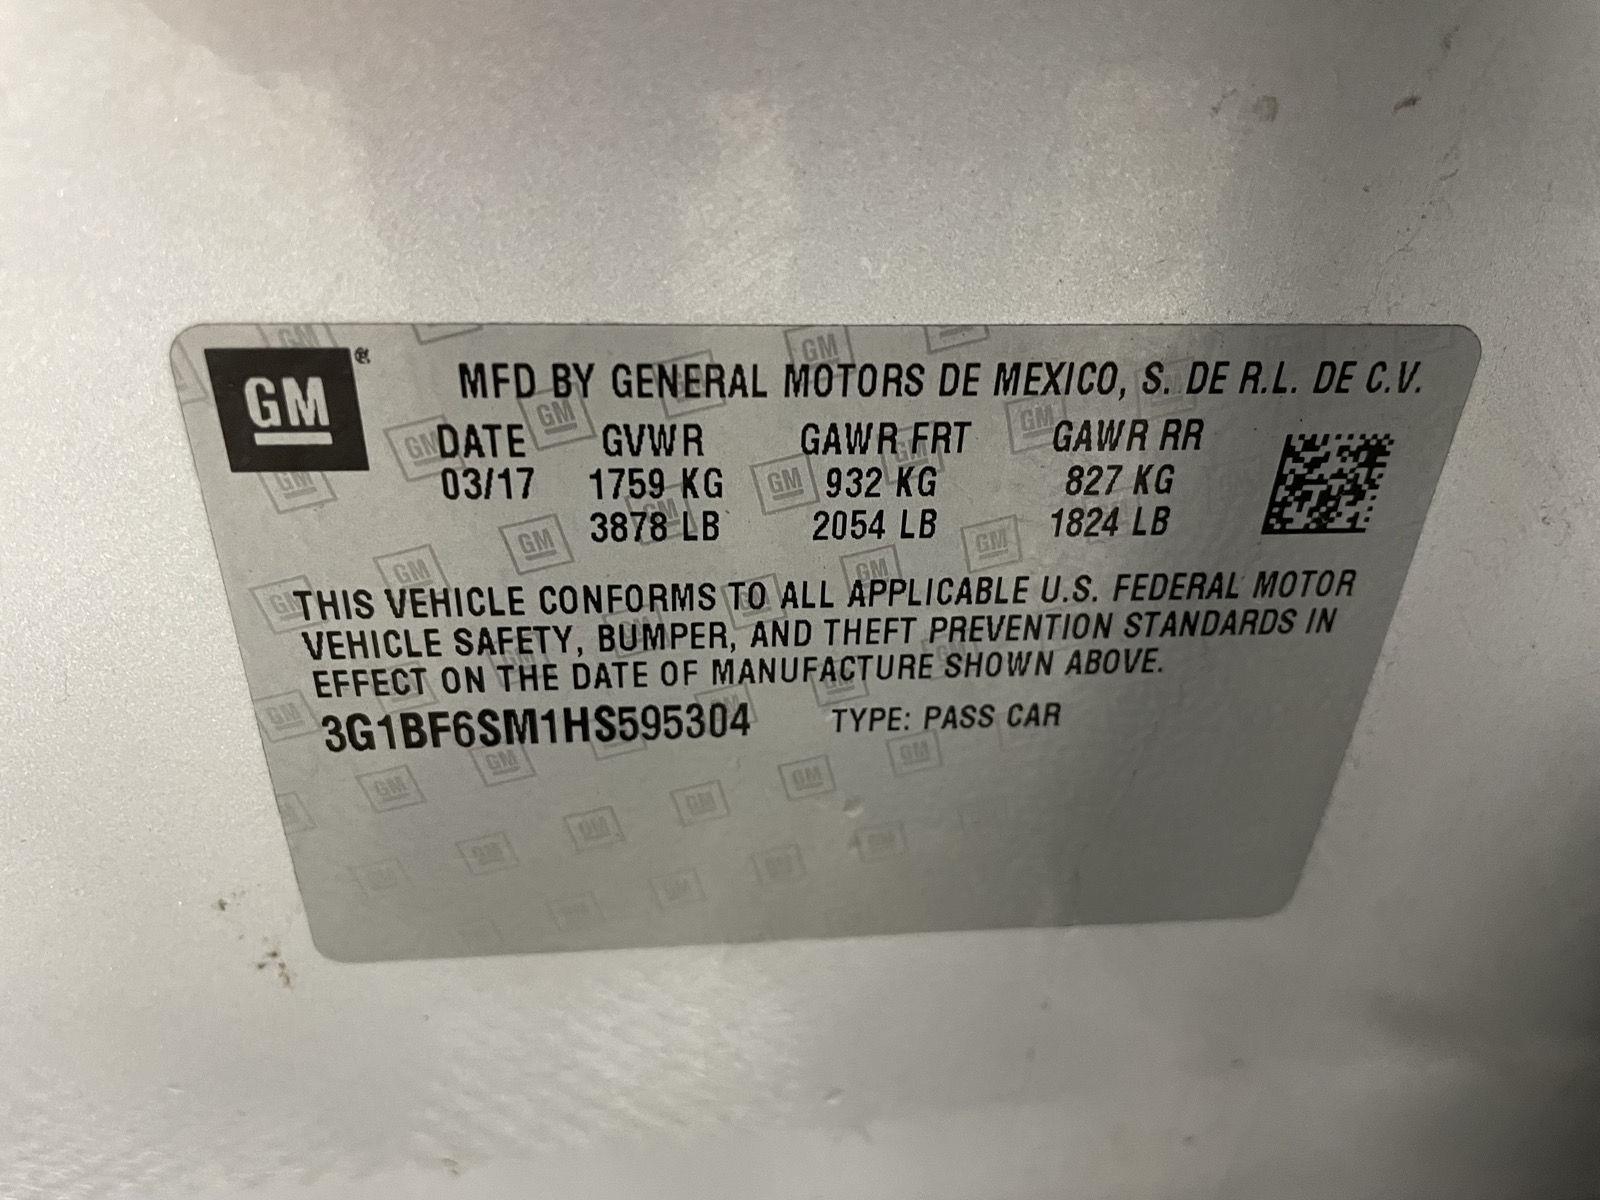 GM ® MFD BY GENERAL MOTORS DE MEXICO, S. DE R.L. DE C.V.
DATE GVWR GAWR FRT GAWR RR
03/17 1759 KG 932 KG 827 KG
3878 LB 2054 LB 1824 LB
THIS VEHICLE CONFORMS TO ALL APPLICABLE U.S. FEDERAL MOTOR
VEHICLE SAFETY, BUMPER, AND THEFT PREVENTION STANDARDS IN
EFFECT ON THE DATE OF MANUFACTURE SHOWN ABOVE.
3G1BF6SM1HS595304 TYPE: PASS CAR